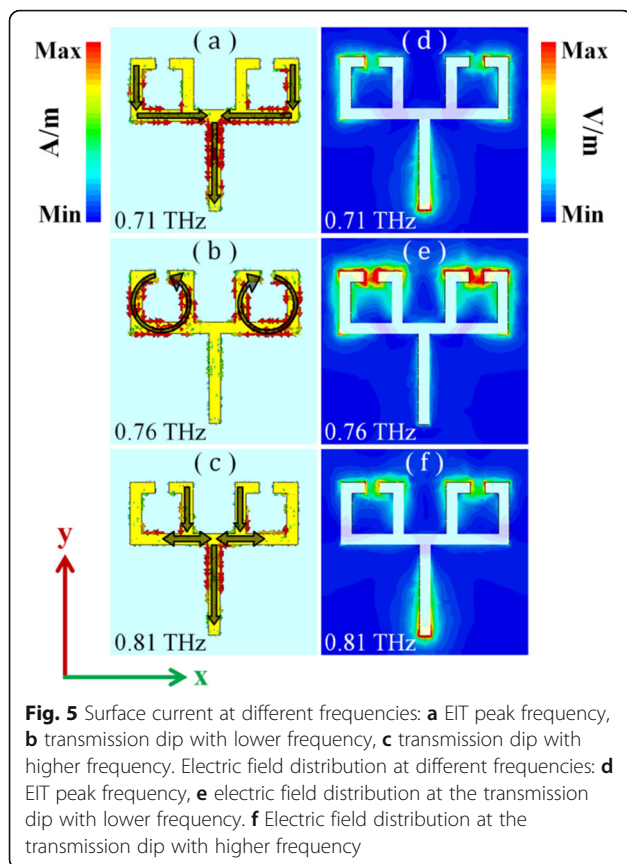 Max
A/m
Min
( a )
0.71 THz
( d )
0.71 THz
Max
V/m
Min
( b )
0.76 THz
( e )
0.76 THz
( c )
0.81 THz
( f )
0.81 THz
y
x
Fig. 5 Surface current at different frequencies: a EIT peak frequency,
b transmission dip with lower frequency, c transmission dip with
higher frequency. Electric field distribution at different frequencies: d
EIT peak frequency, e electric field distribution at the transmission
dip with lower frequency. f Electric field distribution at the
transmission dip with higher frequency